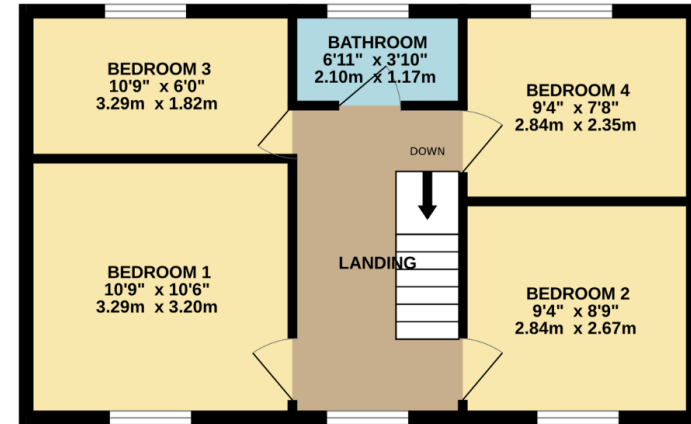 BEDROOM 3
10'9"  x 6'0"
3.29m  x 1.82m
BATHROOM
6'11"  x 3'10"
2.10m  x 1.17m
BEDROOM 4
9'4"  x 7'8"
2.84m  x 2.35m
DOWN
LANDING
BEDROOM 1
10'9"  x 10'6"
3.29m  x 3.20m
BEDROOM 2
9'4"  x 8'9"
2.84m  x 2.67m